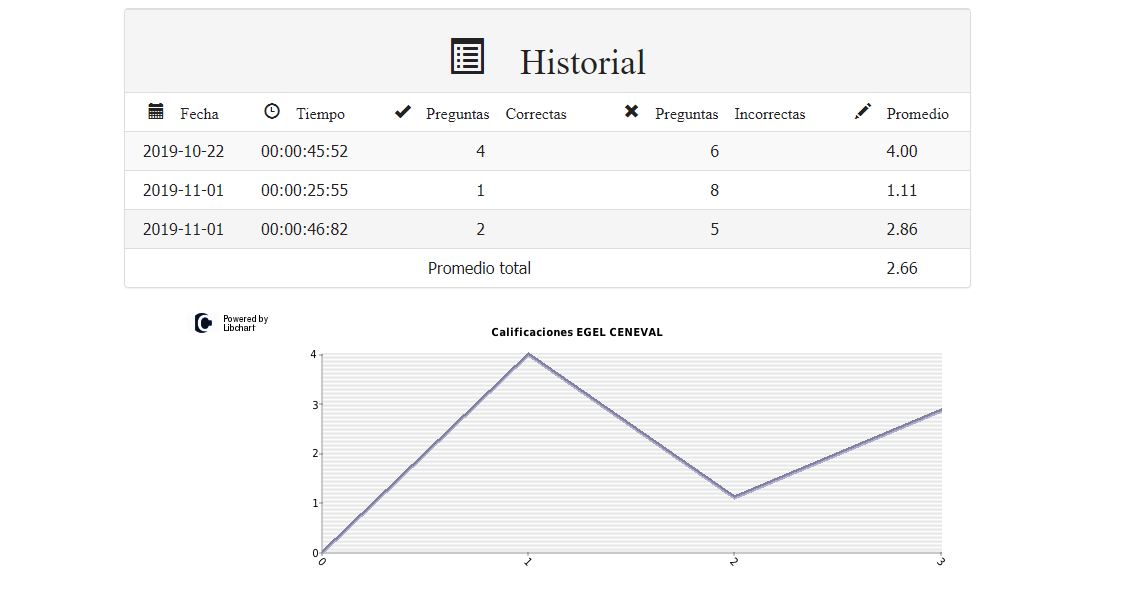 Historial
Fecha Tiempo Preguntas Correctas Preguntas Incorrectas Promedio
2019-10-22 00:00:45:52 4 6 4.00
2019-11-01 00:00:25:55 1 8 1.11
2019-11-01 00:00:46:82 2 5 2.86
Promedio total 2.66
Powered by
Libchart
Calificaciones EGEL CENEVAL
4
3
2
1
0
0 1 2 3